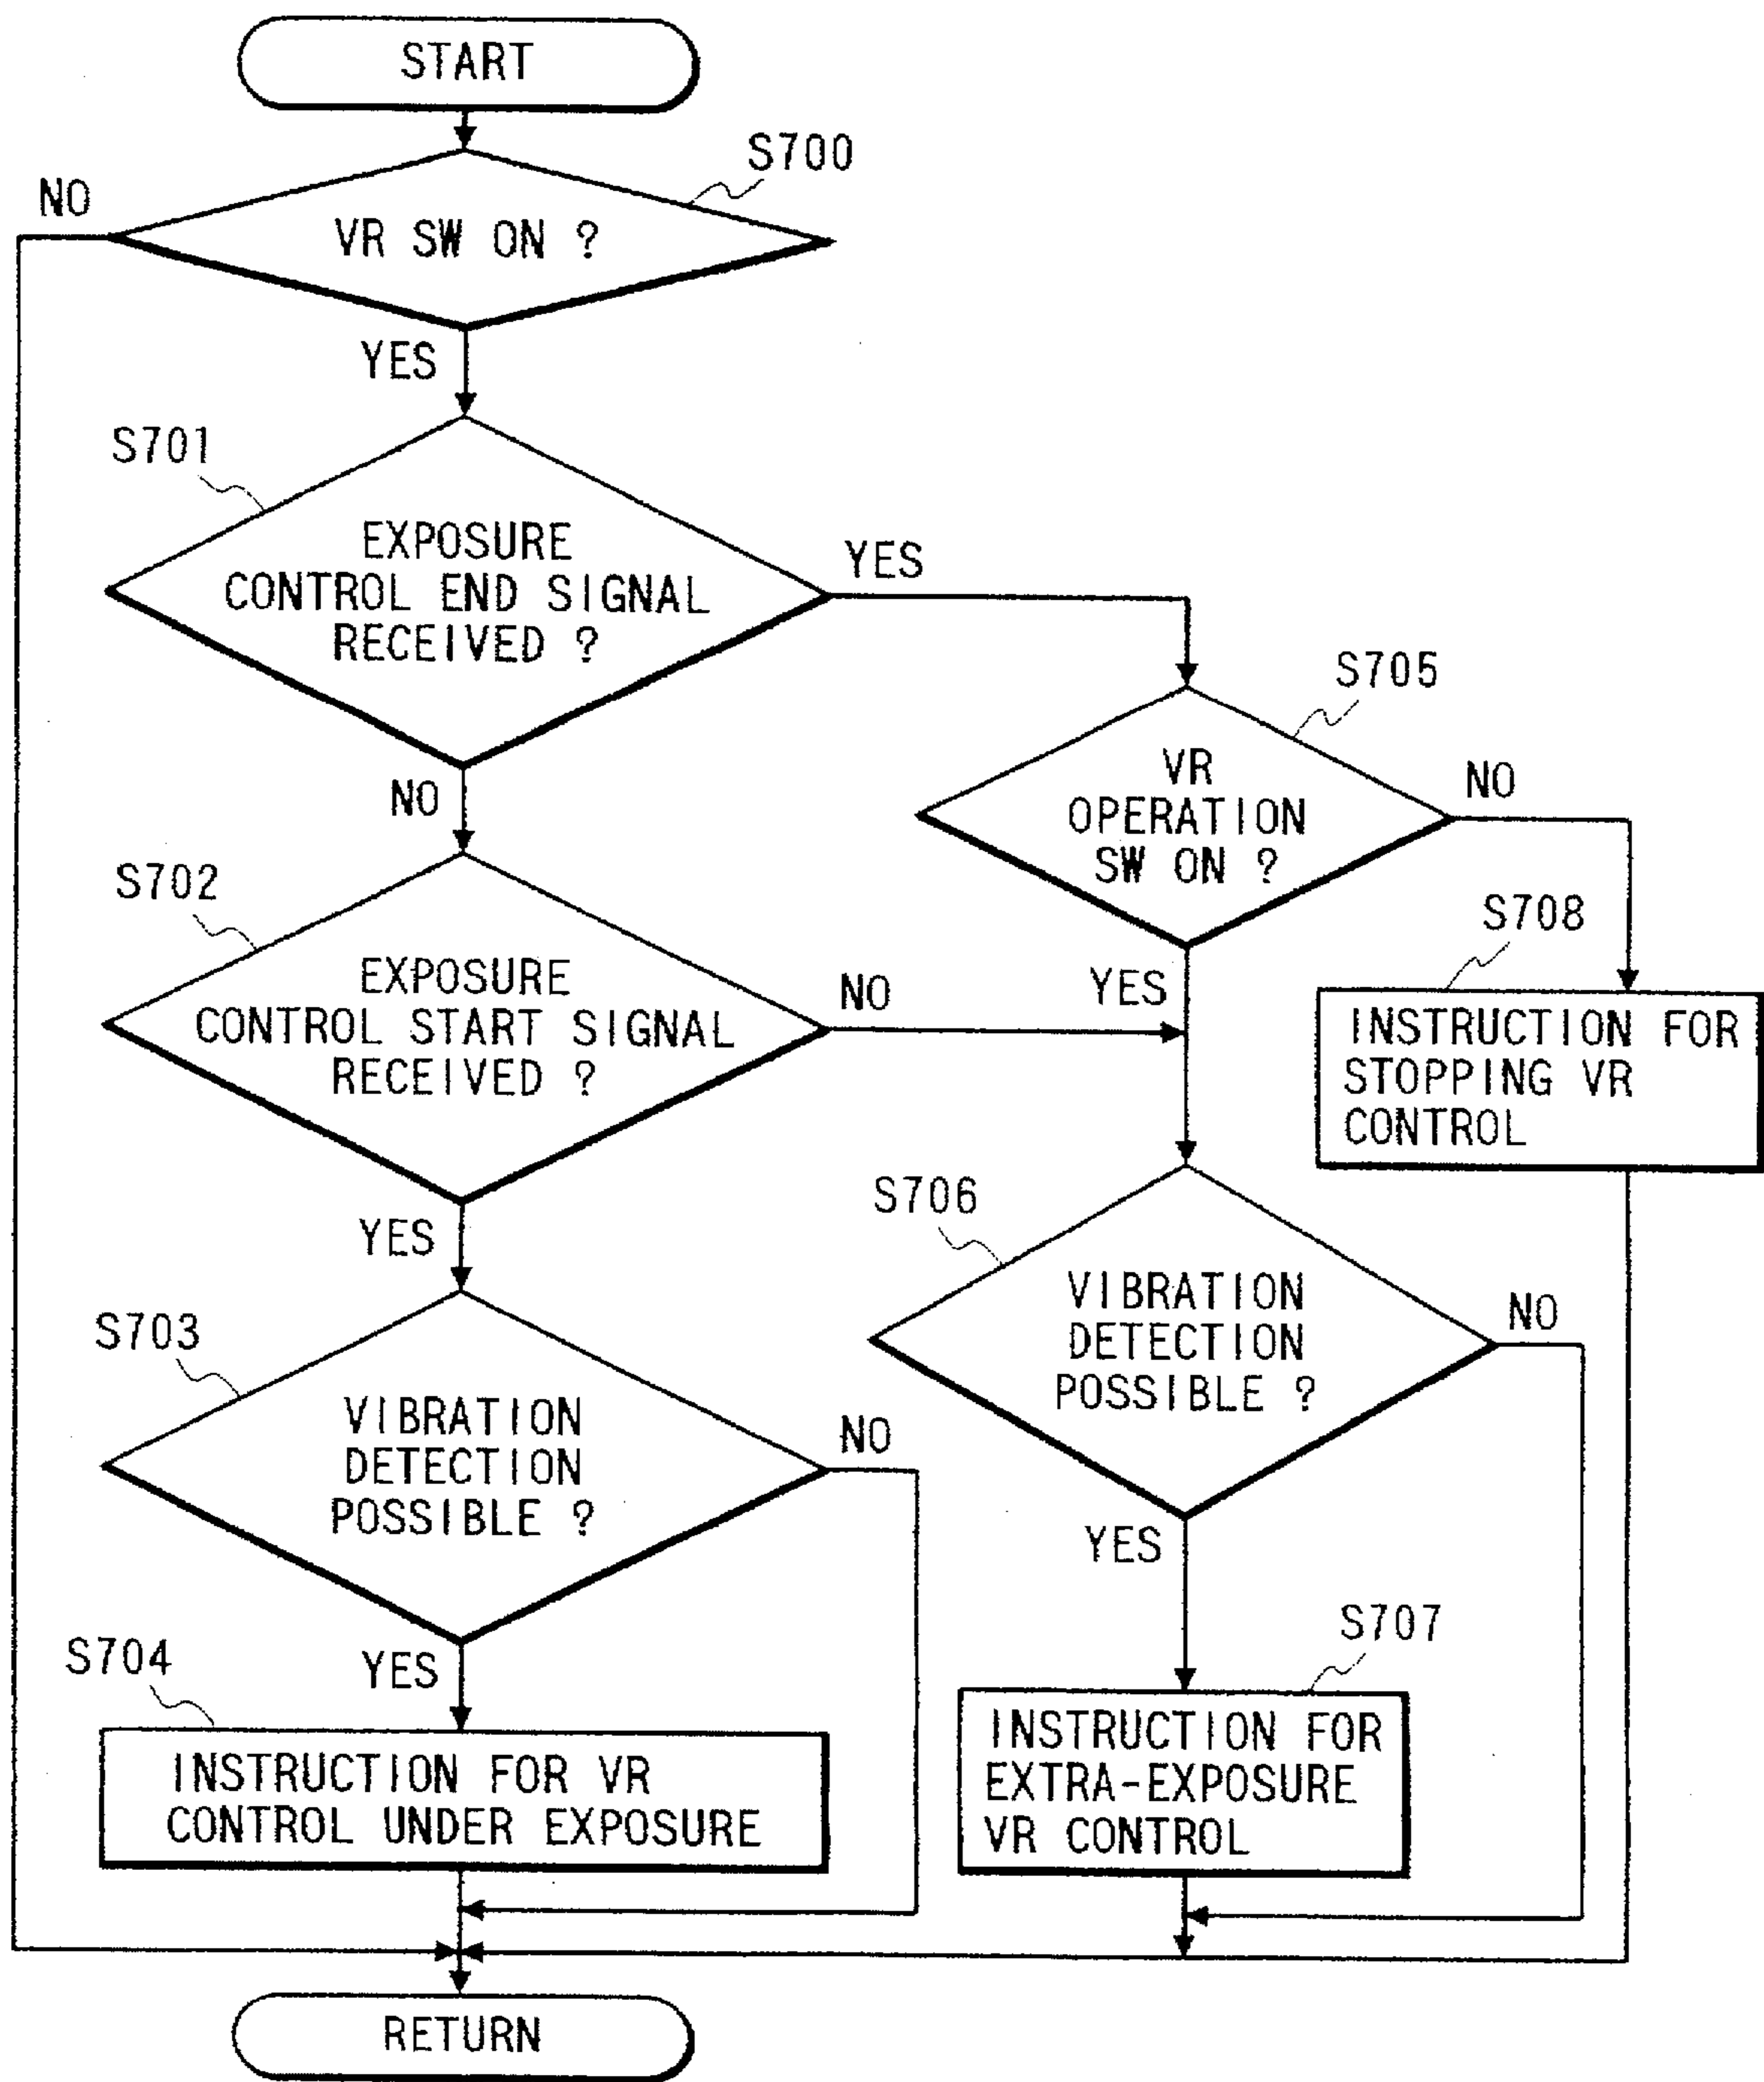 START
S700
NO
VR SW ON ?
YES
S701
EXPOSURE
CONTROL END SIGNAL
RECEIVED ?
YES
NO
S705
VR
OPERATION
SW ON ?
NO
YES
S702
EXPOSURE
CONTROL START SIGNAL
RECEIVED ?
NO
YES
S708
INSTRUCTION FOR
STOPPING VR
CONTROL
S703
VIBRATION
DETECTION
POSSIBLE ?
NO
YES
S706
VIBRATION
DETECTION
POSSIBLE ?
NO
YES
S704
INSTRUCTION FOR VR
CONTROL UNDER EXPOSURE
S707
INSTRUCTION FOR
EXTRA-EXPOSURE
VR CONTROL
RETURN